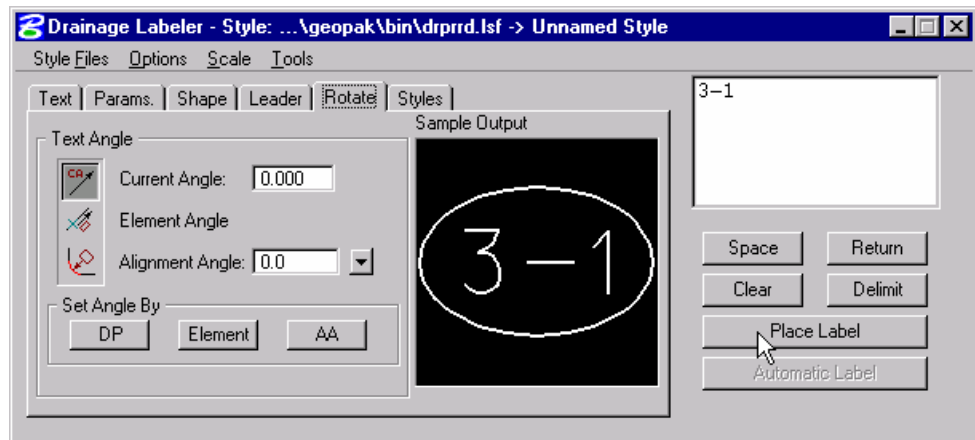 Drainage Labeler - Style: ...\geopak\bin\drprrd.lsf -> Unnamed Style
Style Files Options Scale Tools
Text Params. Shape Leader Rotate Styles
3-1
Sample Output
Text Angle
CA
Current Angle: 0.000
Element Angle
Alignment Angle: 0.0
3-1
Space Return
Clear Delimit
Set Angle By
DP Element AA
Place Label
Automatic Label